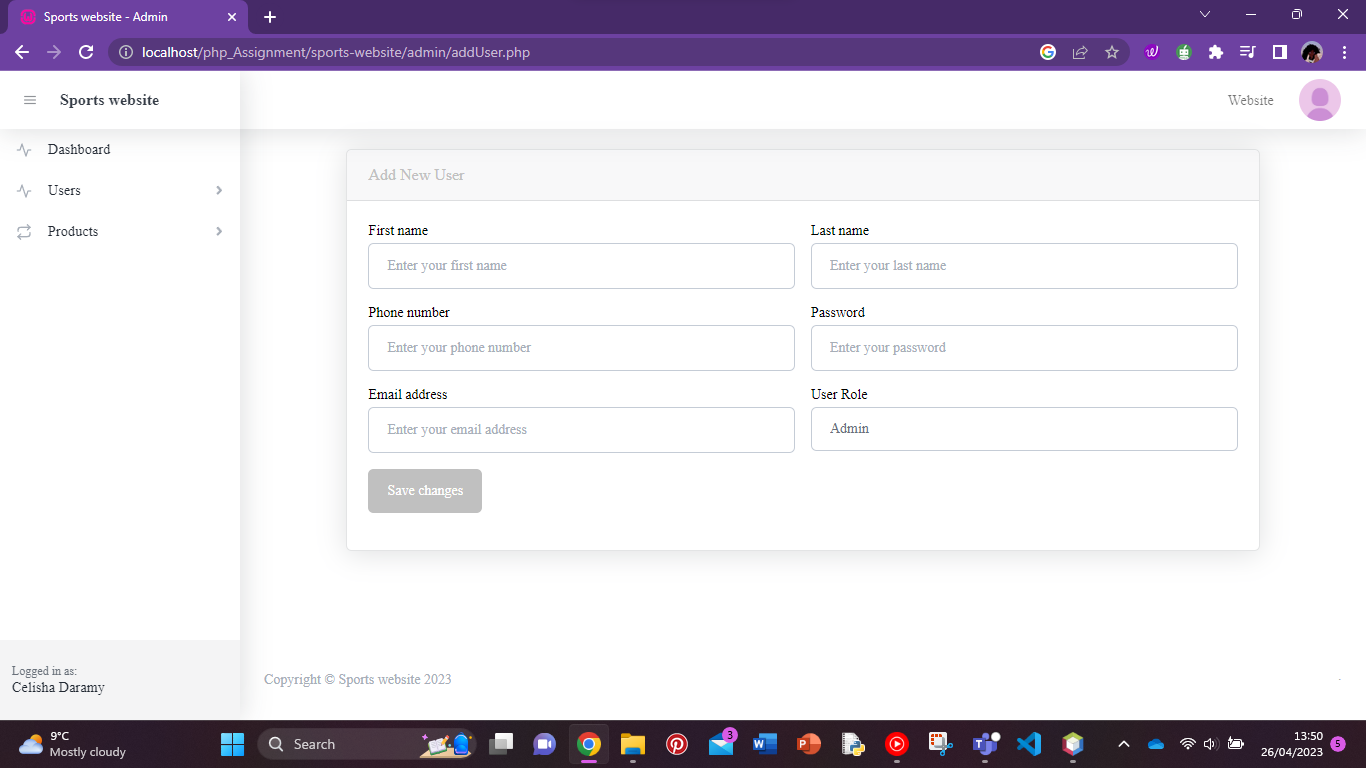 Sports website - Admin
localhost/php_Assignment/sports-website/admin/addUser.php
Sports website
Website
Dashboard
Users
Products
Add New User
First name
Last name
Enter your first name
Enter your last name
Phone number
Password
Enter your phone number
Enter your password
Email address
User Role
Enter your email address
Admin
Save changes
Logged in as:
Celisha Daramy
Copyright © Sports website 2023
9°C
Mostly cloudy
Search
3
13:50
26/04/2023
5